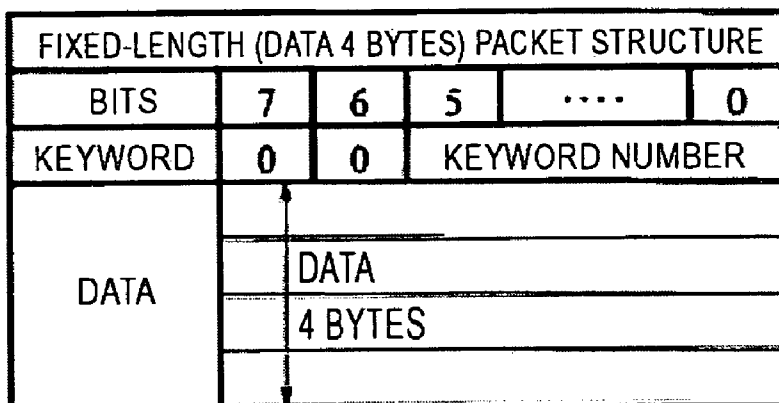 FIXED-LENGTH (DATA 4 BYTES) PACKET STRUCTURE
BITS 7 6 5 .... 0
KEYWORD 0 0 KEYWORD NUMBER
DATA
DATA
4 BYTES